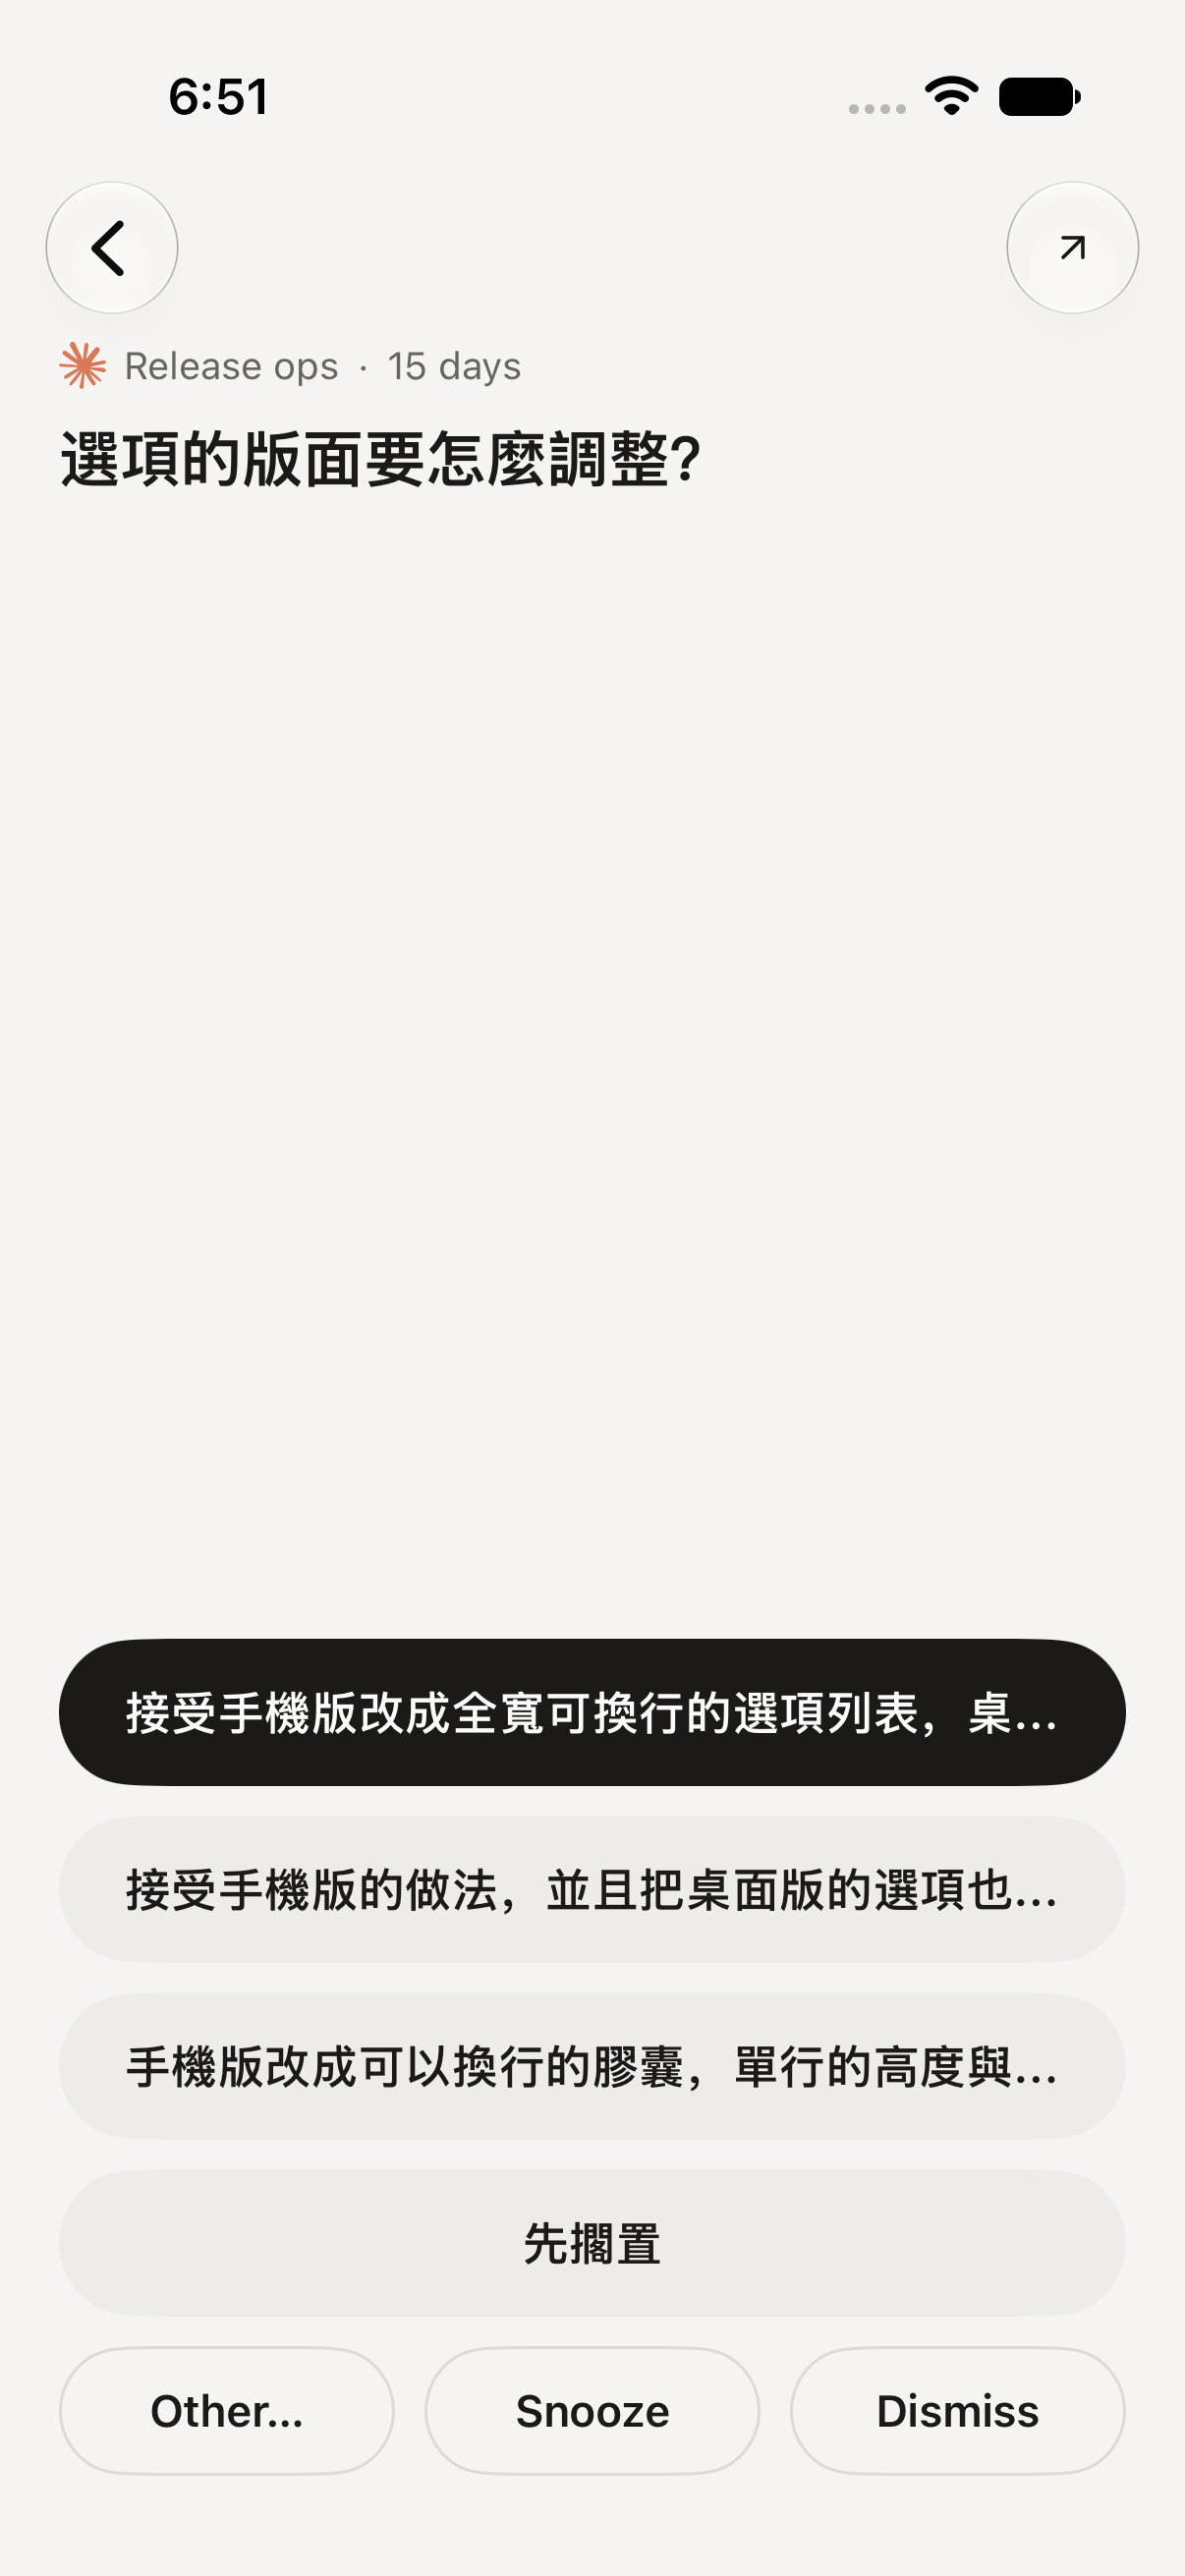 6:51
Release ops · 15 days
選項的版面要怎麼調整?
接受手機版改成全寬可換行的選項列表，桌...
接受手機版的做法，並且把桌面版的選項也...
手機版改成可以換行的膠囊，單行的高度與...
先擱置
Other...
Snooze
Dismiss